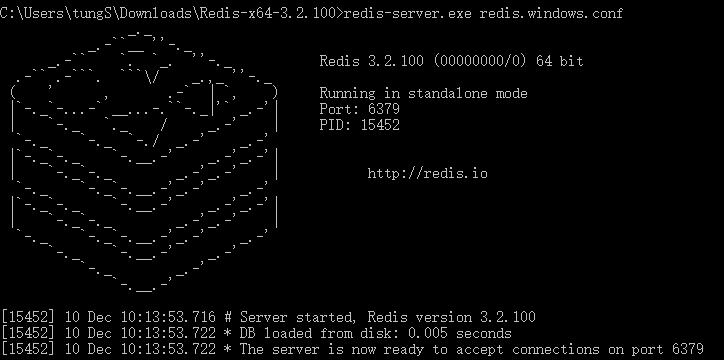 C:\Users\tungS\Downloads\Redis-x64-3.2.100>redis-server.exe redis.windows.conf
Redis 3.2.100 (00000000/0) 64 bit
Running in standalone mode
Port: 6379
PID: 15452
http://redis.io
[15452] 10 Dec 10:13:53.716 # Server started, Redis version 3.2.100
[15452] 10 Dec 10:13:53.722 * DB loaded from disk: 0.005 seconds
[15452] 10 Dec 10:13:53.722 * The server is now ready to accept connections on port 6379